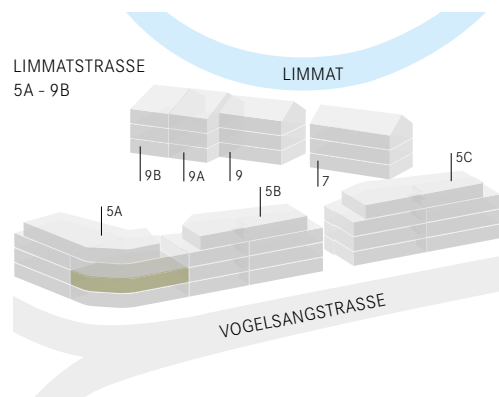 LIMMATSTRASSE
5A - 9B
LIMMAT
9B
9A
9
7
5C
5B
5A
VOGELSANGSTRASSE